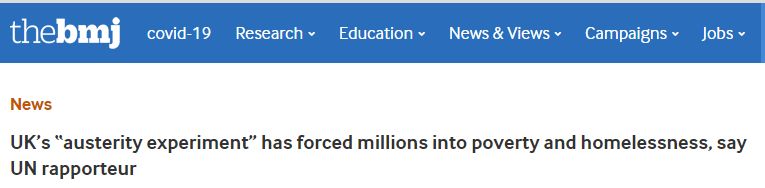 thebmj covid-19 Research Education News & Views Campaigns Jobs
News
UK's "austerity experiment" has forced millions into poverty and homelessness, say
UN rapporteur